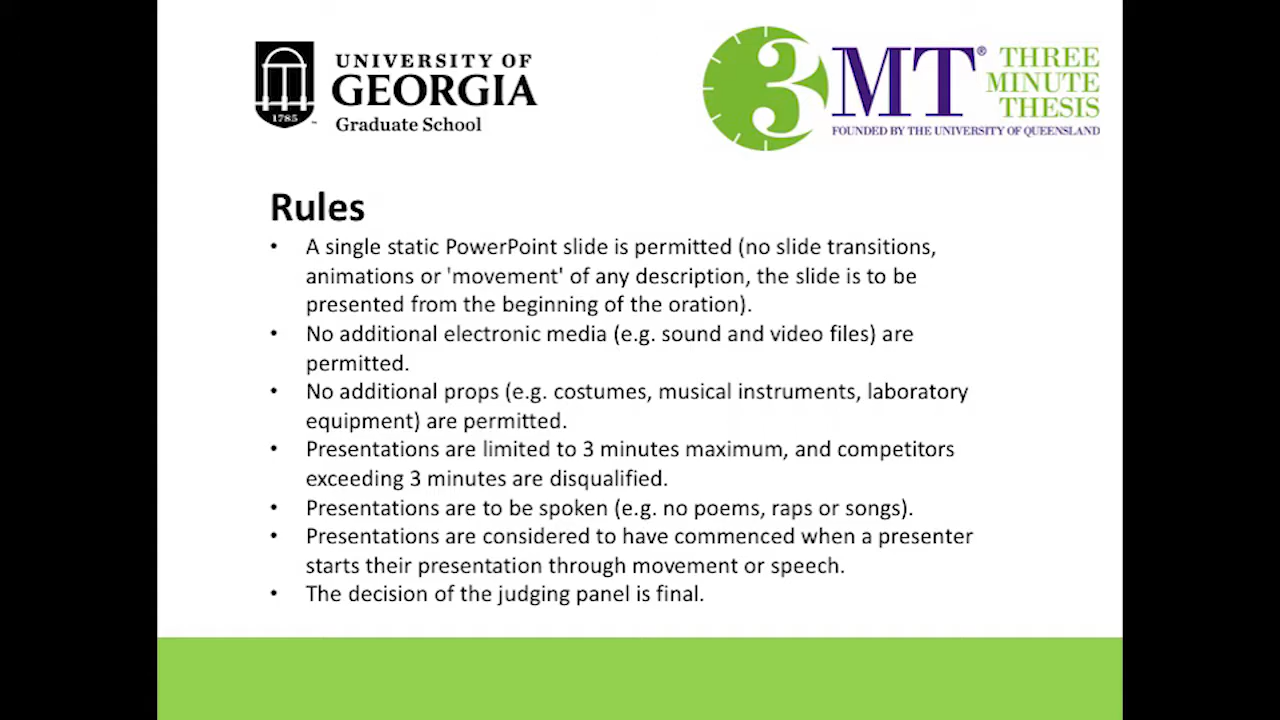 UNIVERSITY OF
GEORGIA
Graduate School
1785
3MT® THREE
MINUTE
THESIS
FOUNDED BY THE UNIVERSITY OF QUEENSLAND
Rules
• A single static PowerPoint slide is permitted (no slide transitions,
animations or 'movement' of any description, the slide is to be
presented from the beginning of the oration).
• No additional electronic media (e.g. sound and video files) are
permitted.
• No additional props (e.g. costumes, musical instruments, laboratory
equipment) are permitted.
• Presentations are limited to 3 minutes maximum, and competitors
exceeding 3 minutes are disqualified.
• Presentations are to be spoken (e.g. no poems, raps or songs).
• Presentations are considered to have commenced when a presenter
starts their presentation through movement or speech.
• The decision of the judging panel is final.